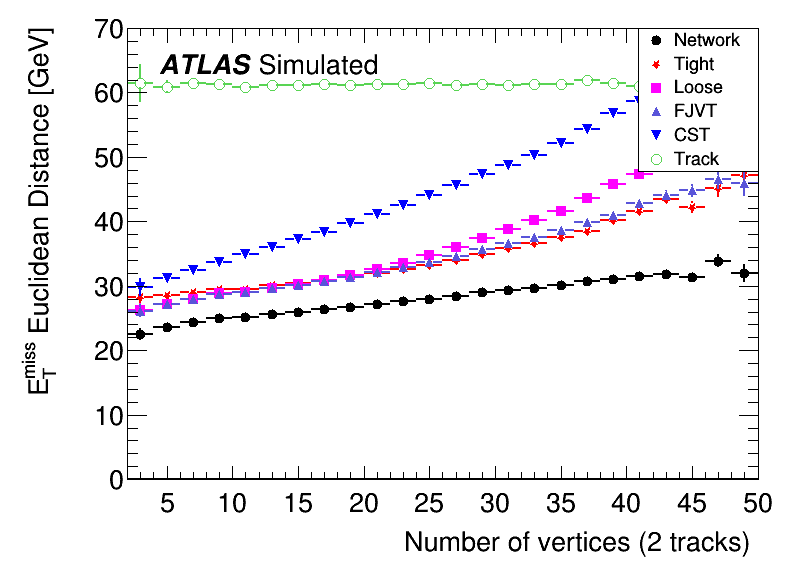 E_T^miss Euclidean Distance [GeV]
70
60
50
40
30
20
10
0
ATLAS Simulated
Network
Tight
Loose
FJVT
CST
Track
5 10 15 20 25 30 35 40 45 50
Number of vertices (2 tracks)